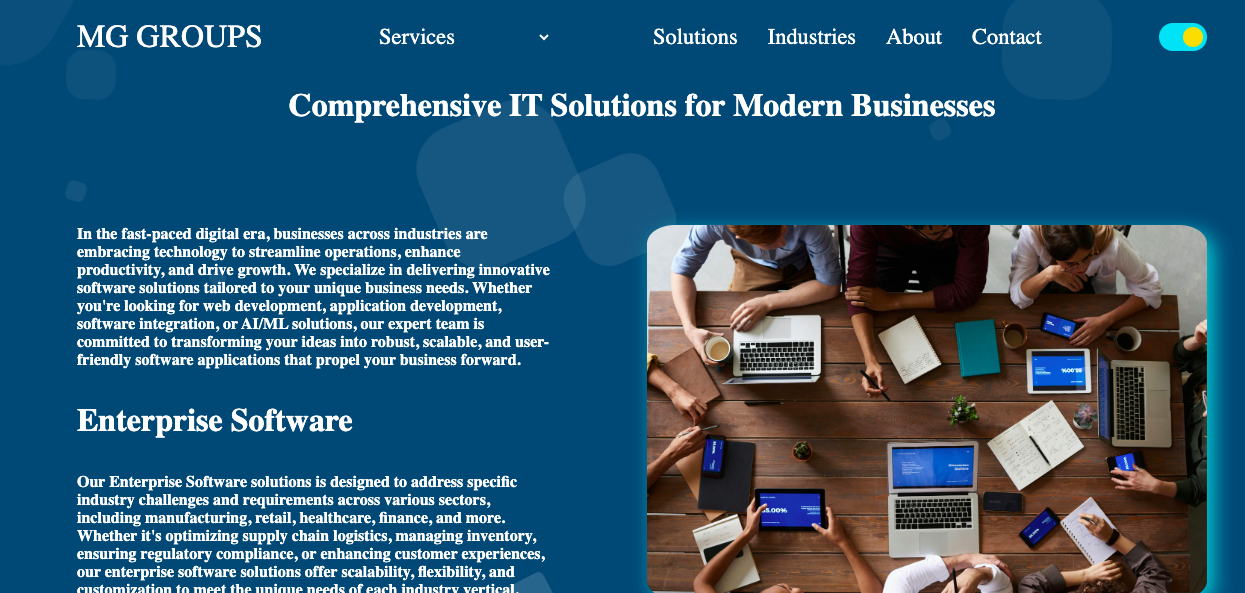 MG GROUPS Services Solutions Industries About Contact
Comprehensive IT Solutions for Modern Businesses
In the fast-paced digital era, businesses across industries are
embracing technology to streamline operations, enhance
productivity, and drive growth. We specialize in delivering innovative
software solutions tailored to your unique business needs. Whether
you're looking for web development, application development,
software integration, or AI/ML solutions, our expert team is
committed to transforming your ideas into robust, scalable, and user-
friendly software applications that propel your business forward.
Enterprise Software
Our Enterprise Software solutions is designed to address specific
industry challenges and requirements across various sectors,
including manufacturing, retail, healthcare, finance, and more.
Whether it's optimizing supply chain logistics, managing inventory,
ensuring regulatory compliance, or enhancing customer experiences,
our enterprise software solutions offer scalability, flexibility, and
customization to meet the unique needs of each industry vertical.